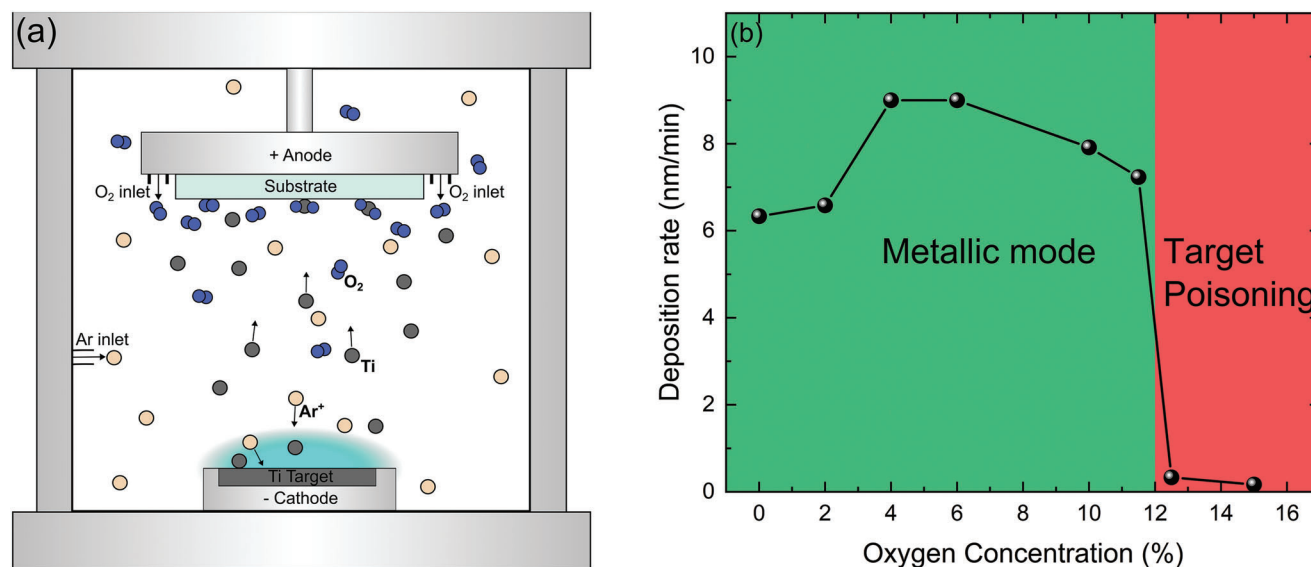 (a)
+ Anode
Substrate
O₂ inlet
O₂ inlet
O₂
Ar inlet
Ti
Ar⁺
Ti Target
- Cathode
(b)
Deposition rate (nm/min)
10
8
6
4
2
0
Metallic mode
Target
Poisoning
0 2 4 6 8 10 12 14 16
Oxygen Concentration (%)